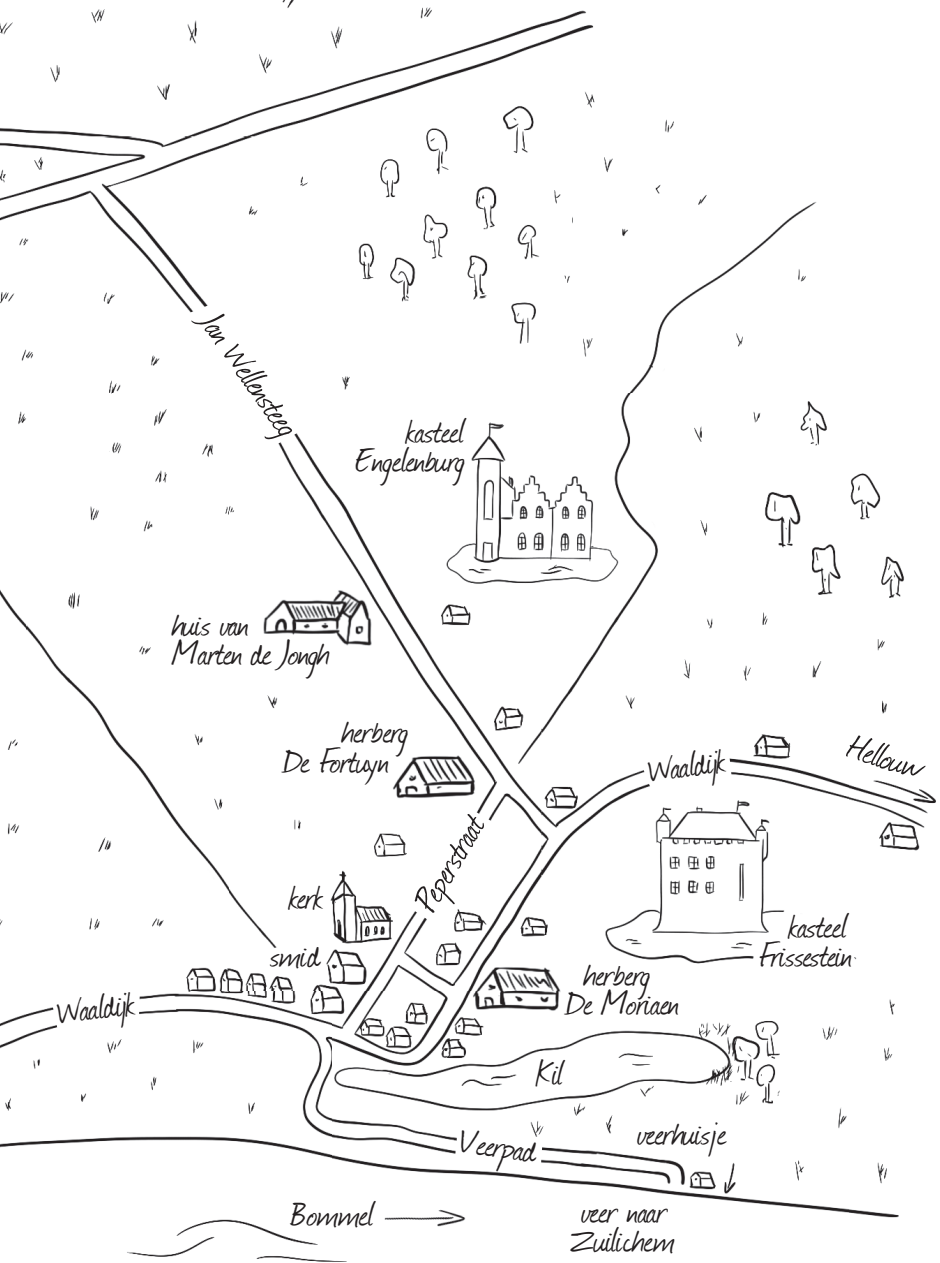 Jan Wellensteeg
kasteel
Engelenburg
huis van
Marten de Jongh
herberg
De Fortuyn
Waaldijk
Hellouw
Peperstraat
kerk
kasteel
Frissestein
smid
herberg
De Moriaen
Waaldijk
Kil
Veerpad
veerhuisje
Bommel
veer naar
Zuilichem